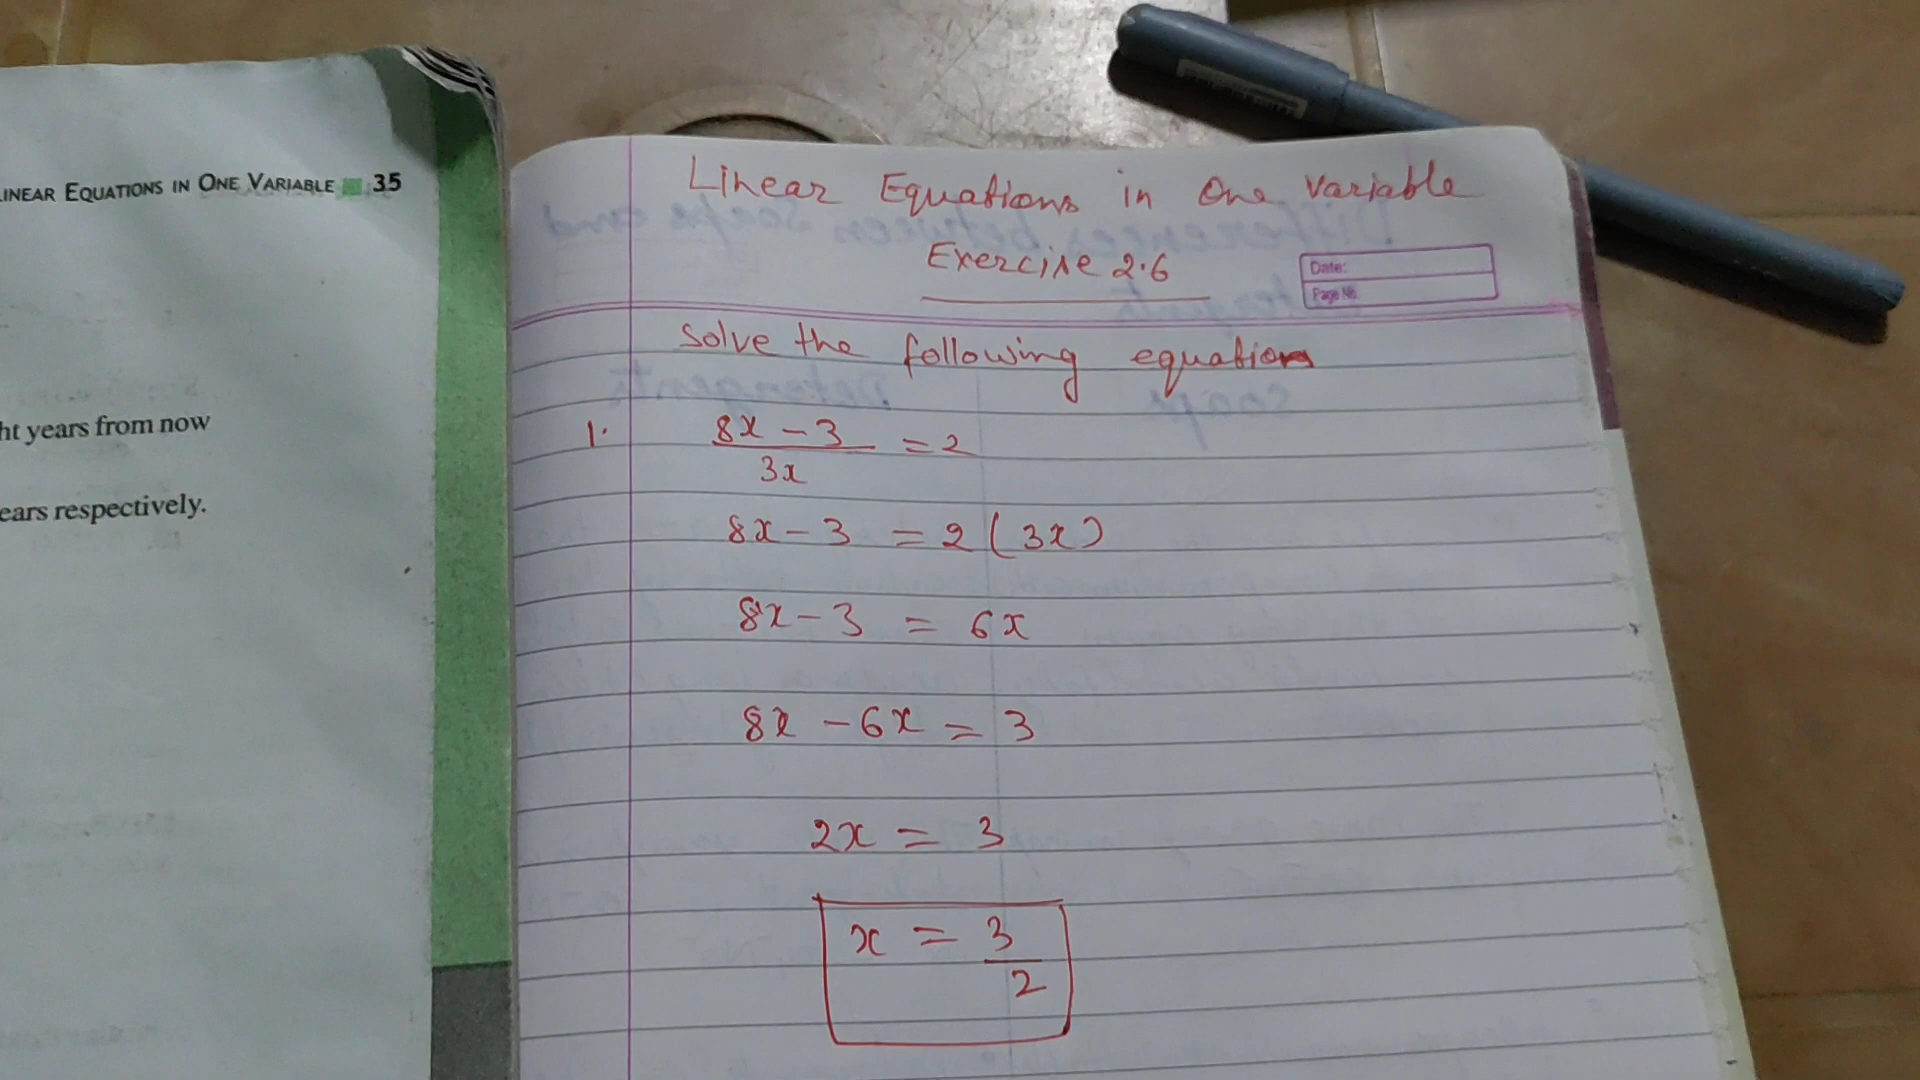 LINEAR EQUATIONS IN ONE VARIABLE 35
years from now
ears respectively.
Linear Equations in One Variable
Exercise 2.6
Date:
Page No.
Solve the following equations
1. 8x - 3 / 3x = 2
8x - 3 = 2 (3x)
8x - 3 = 6x
8x - 6x = 3
2x = 3
x = 3/2